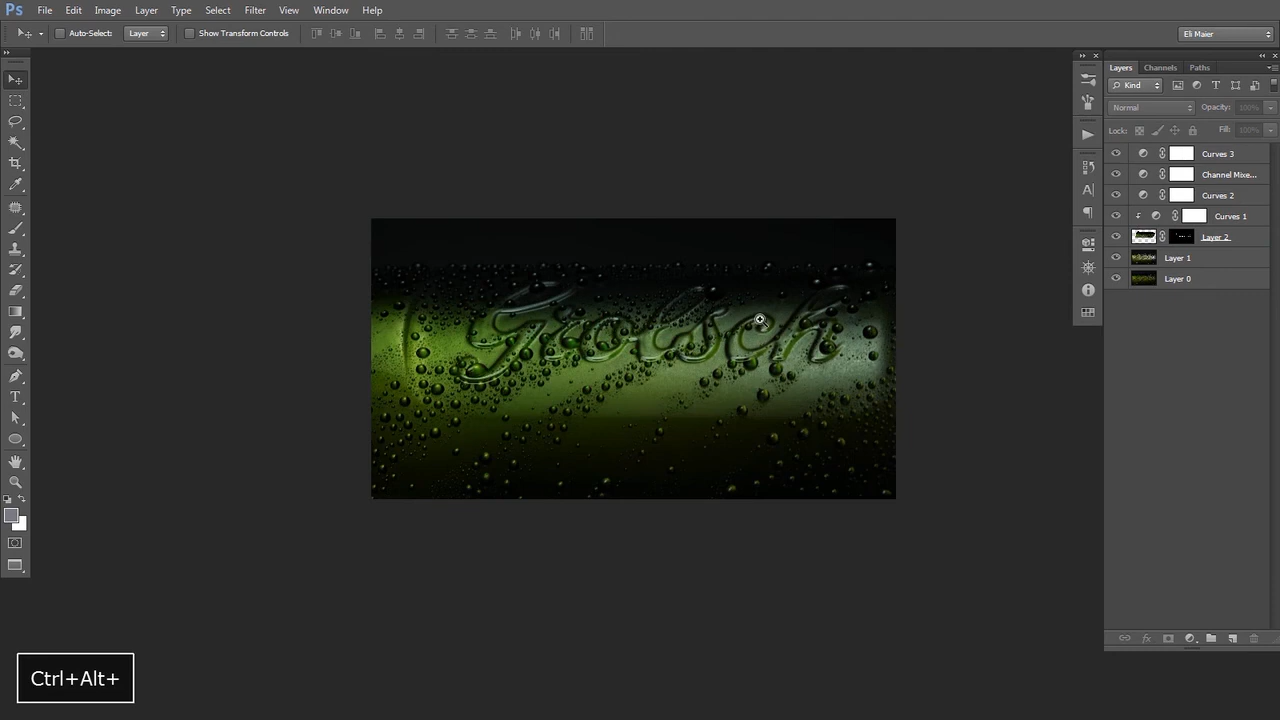 Ps File Edit Image Layer Type Select Filter View Window Help
Auto-Select: Layer Show Transform Controls Eli Maier
Layers Channels Paths
Kind
Normal Opacity: 100%
Lock: Fill: 100%
Curves 3
Channel Mixe...
Curves 2
Curves 1
Layer 2
Layer 1
Layer 0
Grolsch
Ctrl+Alt+